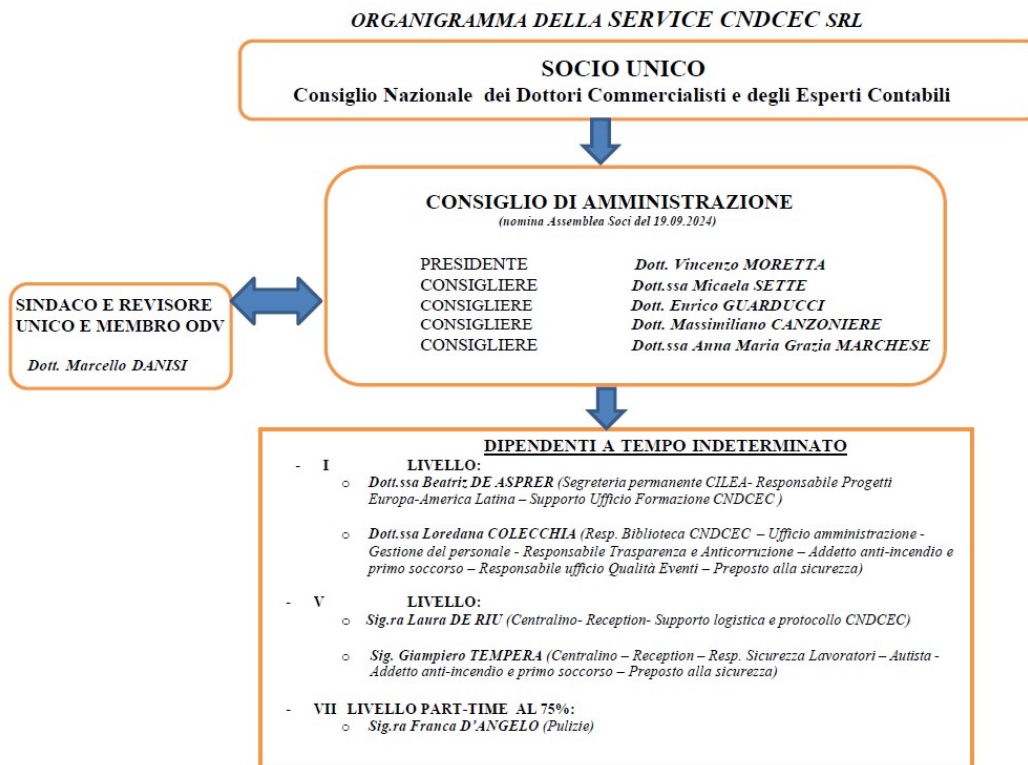 ORGANIGRAMMA DELLA SERVICE CNDCEC SRL
SOCIO UNICO
Consiglio Nazionale dei Dottori Commercialisti e degli Esperti Contabili
CONSIGLIO DI AMMINISTRAZIONE
(nomina Assemblea Soci del 19.09.2024)
PRESIDENTE Dott. Vincenzo MORETTA
CONSIGLIERE Dott.ssa Micaela SETTE
CONSIGLIERE Dott. Enrico GUARDUCCI
CONSIGLIERE Dott. Massimiliano CANZONIERE
CONSIGLIERE Dott.ssa Anna Maria Grazia MARCHESE
SINDACO E REVISORE
UNICO E MEMBRO ODV
Dott. Marcello DANISI
DIPENDENTI A TEMPO INDETERMINATO
- I LIVELLO:
o Dott.ssa Beatriz DE ASPRER (Segreteria permanente CILEA- Responsabile Progetti
Europa-America Latina – Supporto Ufficio Formazione CNDCEC )
o Dott.ssa Loredana COLECCHIA (Resp. Biblioteca CNDCEC – Ufficio amministrazione -
Gestione del personale - Responsabile Trasparenza e Anticorruzione – Addetto anti-incendio e
primo soccorso – Responsabile ufficio Qualità Eventi – Preposto alla sicurezza)
- V LIVELLO:
o Sig.ra Laura DE RIU (Centralino- Reception- Supporto logistica e protocollo CNDCEC)
o Sig. Giampiero TEMPERA (Centralino – Reception – Resp. Sicurezza Lavoratori – Autista -
Addetto anti-incendio e primo soccorso – Preposto alla sicurezza)
- VII LIVELLO PART-TIME AL 75%:
o Sig.ra Franca D'ANGELO (Pulizie)